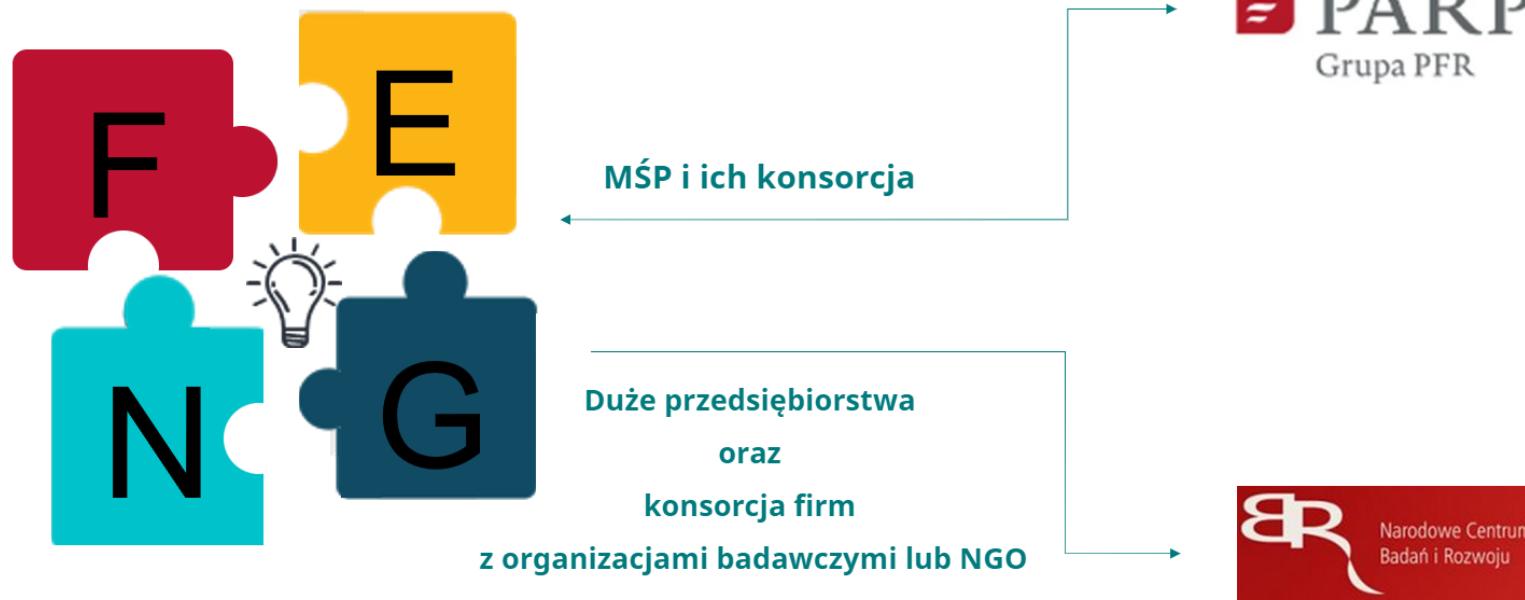 F
E
N
G
MŚP i ich konsorcja
PARP
Grupa PFR
Duże przedsiębiorstwa
oraz
konsorcja firm
z organizacjami badawczymi lub NGO
BR
Narodowe Centrum
Badań i Rozwoju